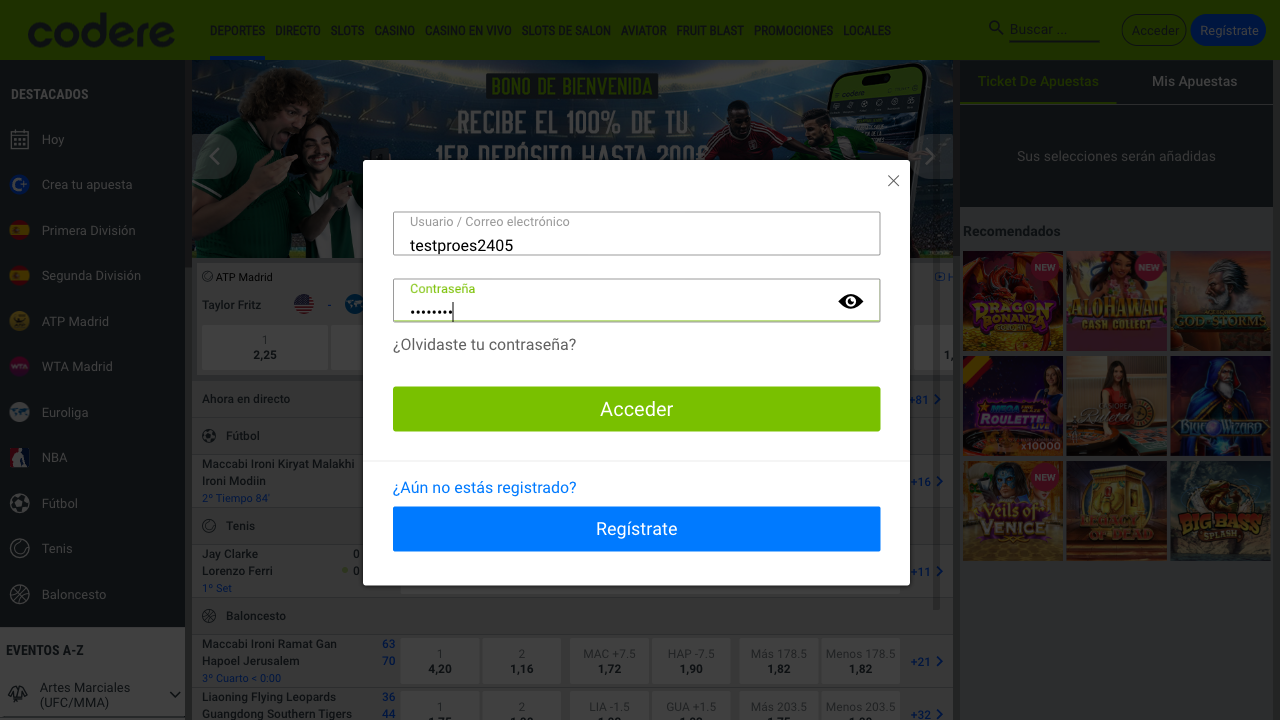 codere
DEPORTES DIRECTO SLOTS CASINO CASINO EN VIVO SLOTS DE SALON AVIATOR FRUIT BLAST PROMOCIONES LOCALES
Buscar ...
Acceder
Regístrate
DESTACADOS
Hoy
Crea tu apuesta
Primera División
Segunda División
ATP Madrid
WTA Madrid
Euroliga
NBA
Fútbol
Tenis
Baloncesto
EVENTOS A-Z
Artes Marciales
(UFC/MMA)
BONO DE BIENVENIDA
RECIBE EL 100% DE TU
1ER DEPÓSITO HASTA 200€
codere
ATP Madrid
H
Taylor Fritz
-
1
2,25
1,
Ahora en directo
+81
Fútbol
Maccabi Ironi Kiryat Malakhi
Ironi Modiin
2º Tiempo 84'
+16
Tenis
Jay Clarke 0
Lorenzo Ferri 0
1º Set
+11
Baloncesto
Maccabi Ironi Ramat Gan 63
Hapoel Jerusalem 70
3º Cuarto < 0:00
1
4,20
2
1,16
MAC +7.5
1,72
HAP -7.5
1,90
Más 178.5
1,82
Menos 178.5
1,82
+21
Liaoning Flying Leopards 36
Guangdong Southern Tigers 44
1
2
LIA -1.5
GUA +1.5
Más 203.5
Menos 203.5
+32
Usuario / Correo electrónico
testproes2405
Contraseña
••••••••
¿Olvidaste tu contraseña?
Acceder
¿Aún no estás registrado?
Regístrate
Ticket De Apuestas
Mis Apuestas
Sus selecciones serán añadidas
Recomendados
NEW
DRAGON
BONANZA
NEW
ALOHAWAII
CASH COLLECT
GOD OF STORMS
MEGA
ROULETTE
LIVE
x10000
BLUE WIZARD
NEW
Veils of
VENICE
BIG BASS
SPLASH